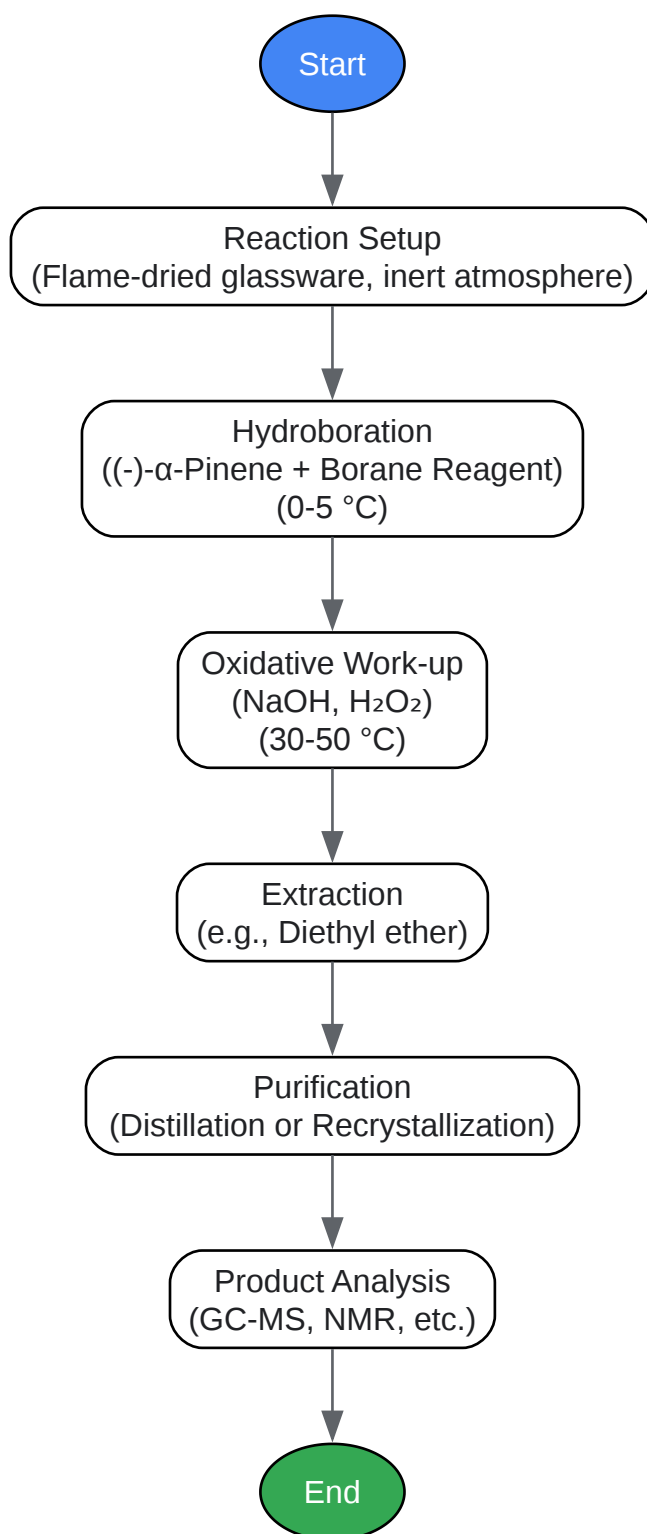 Start
Reaction Setup
(Flame-dried glassware, inert atmosphere)
Hydroboration
((-)-α-Pinene + Borane Reagent)
(0-5 °C)
Oxidative Work-up
(NaOH, H₂O₂)
(30-50 °C)
Extraction
(e.g., Diethyl ether)
Purification
(Distillation or Recrystallization)
Product Analysis
(GC-MS, NMR, etc.)
End